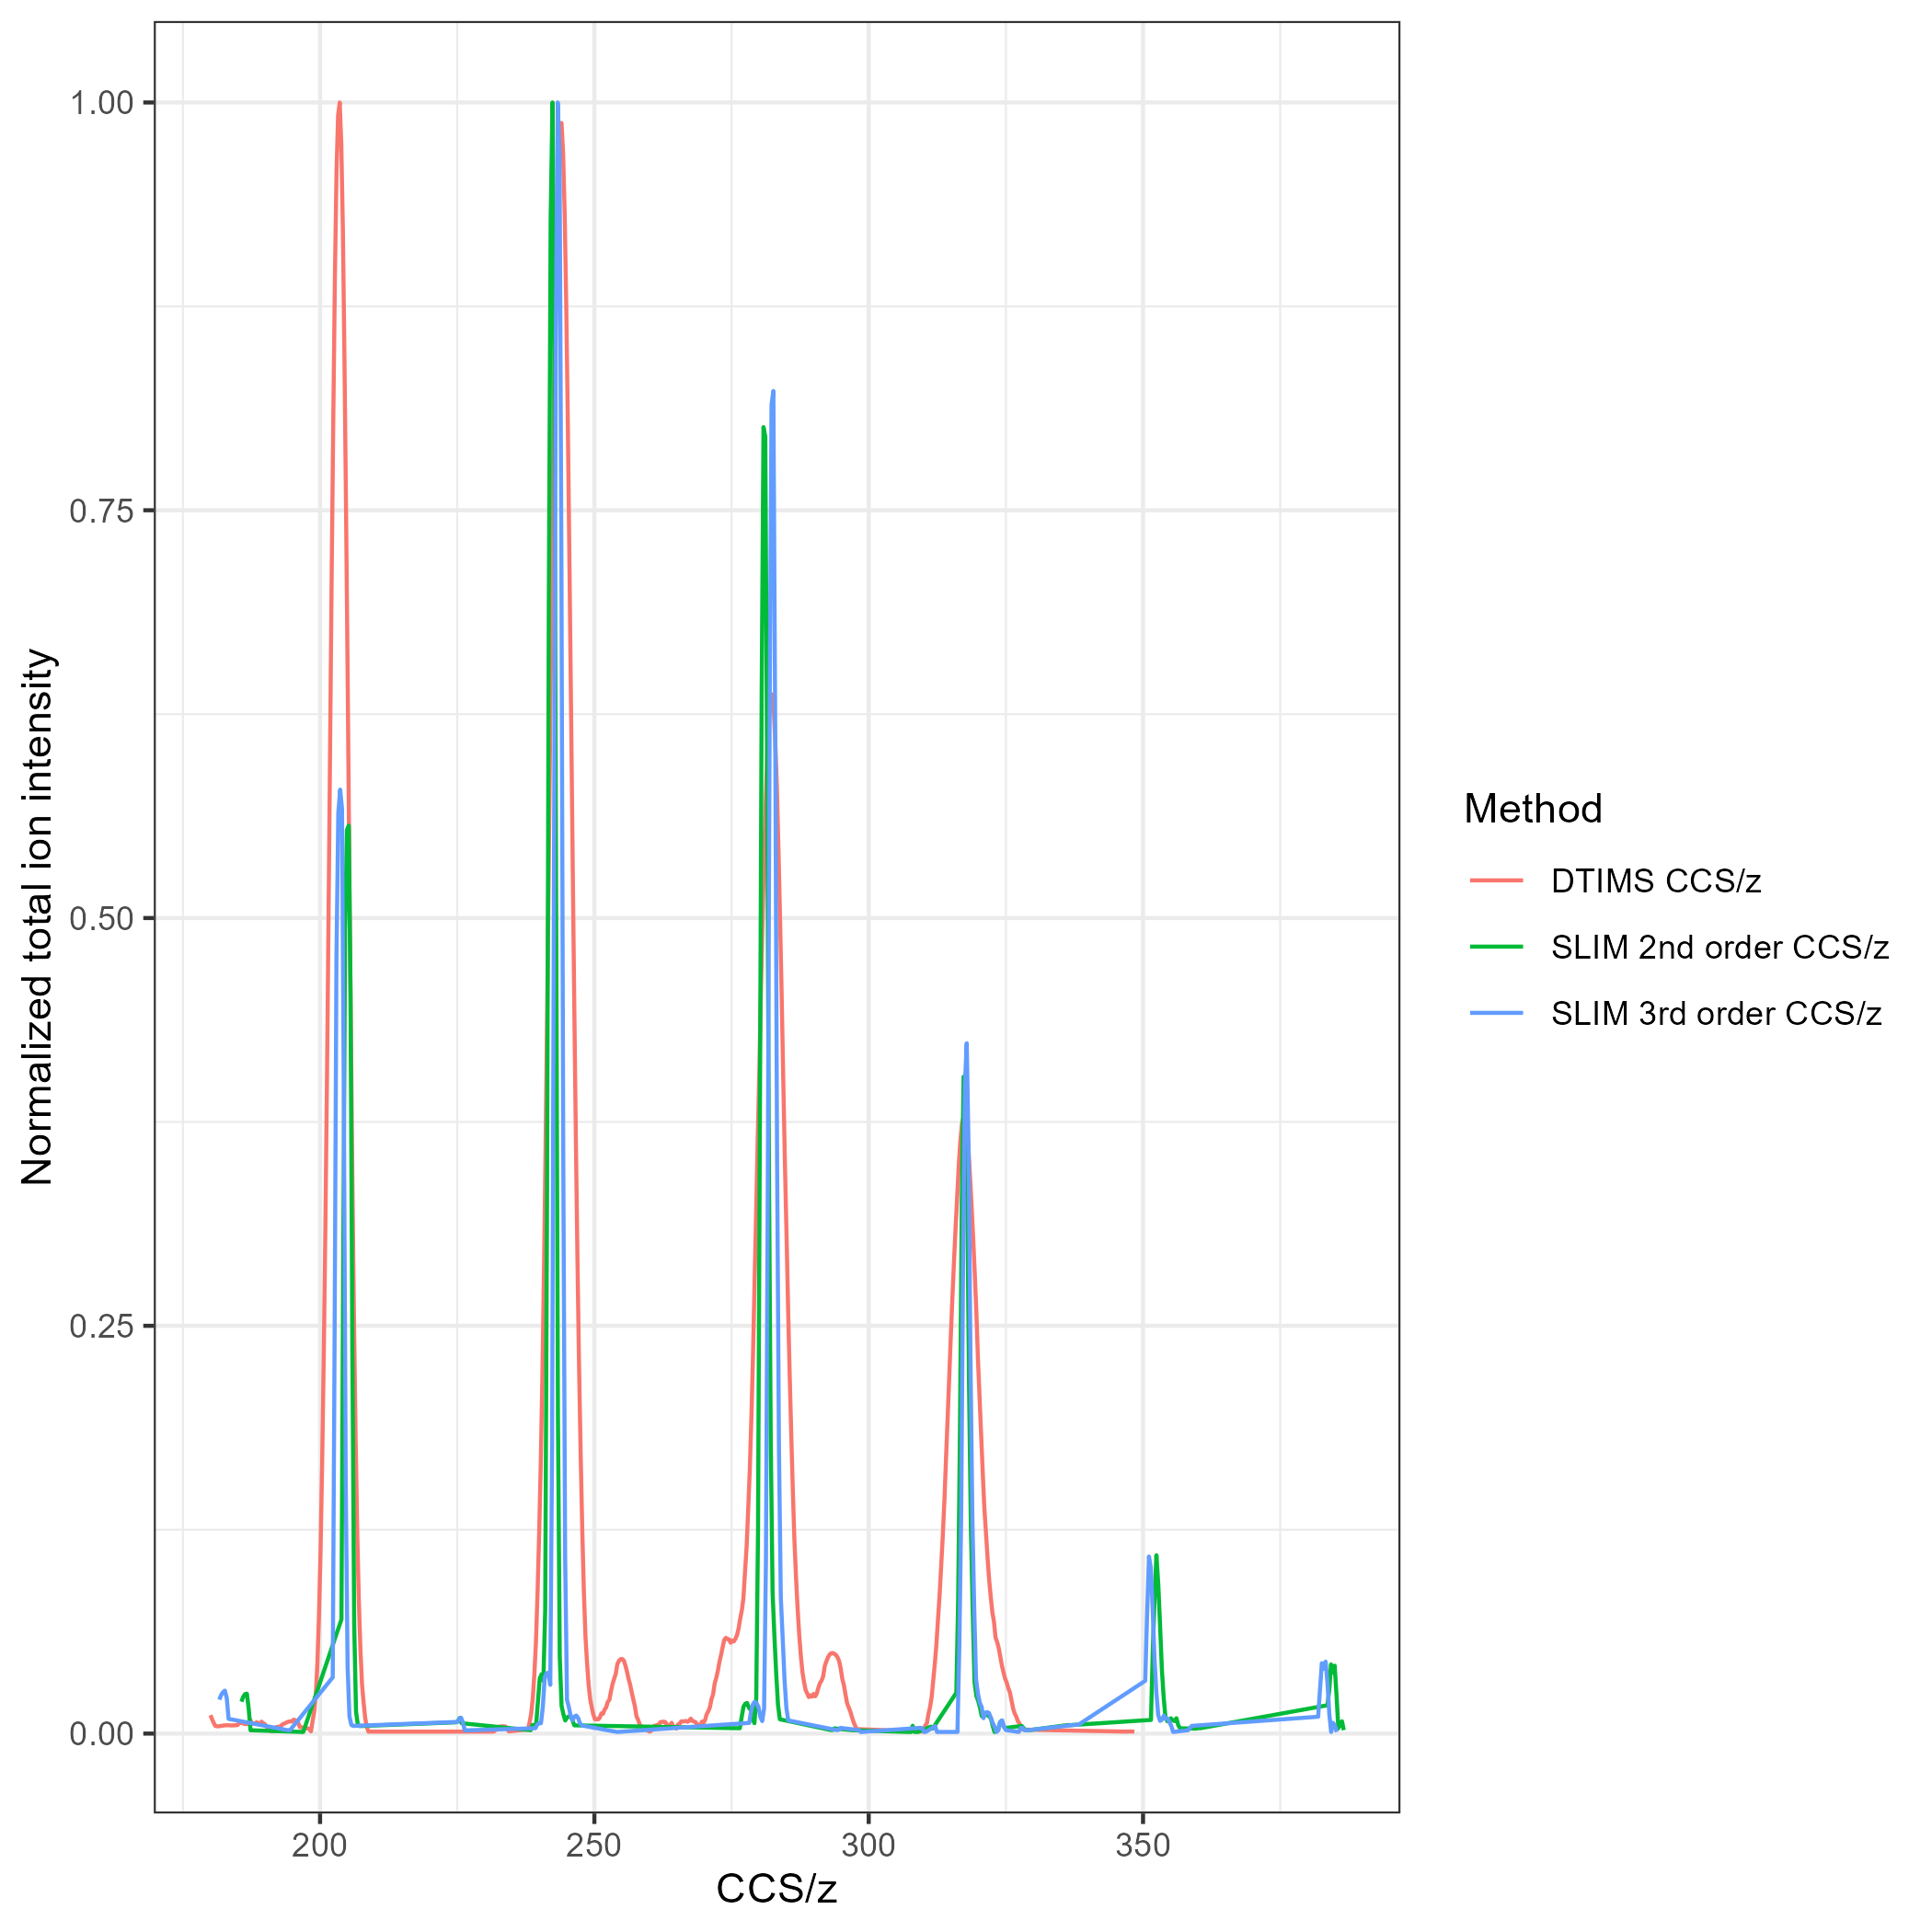 Normalized total ion intensity
1.00
0.75
0.50
0.25
0.00
200
250
300
350
CCS/z
Method
DTIMS CCS/z
SLIM 2nd order CCS/z
SLIM 3rd order CCS/z